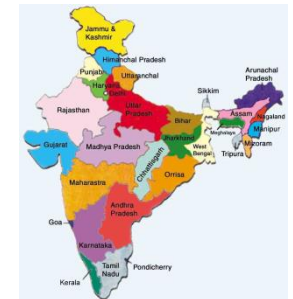 Jammu &
Kashmir
Himanchal Pradesh
Punjab
Uttaranchal
Haryana
Delhi
Arunachal
Pradesh
Sikkim
Rajasthan
Uttar
Pradesh
Bihar
Assam
Nagaland
Meghalaya
Manipur
Gujarat
Madhya Pradesh
Jharkhand
West
Bengal
Tripura
Mizoram
Chhattisgarh
Maharastra
Orrisa
Andhra
Pradesh
Goa
Karnataka
Tamil
Nadu
Pondicherry
Kerala